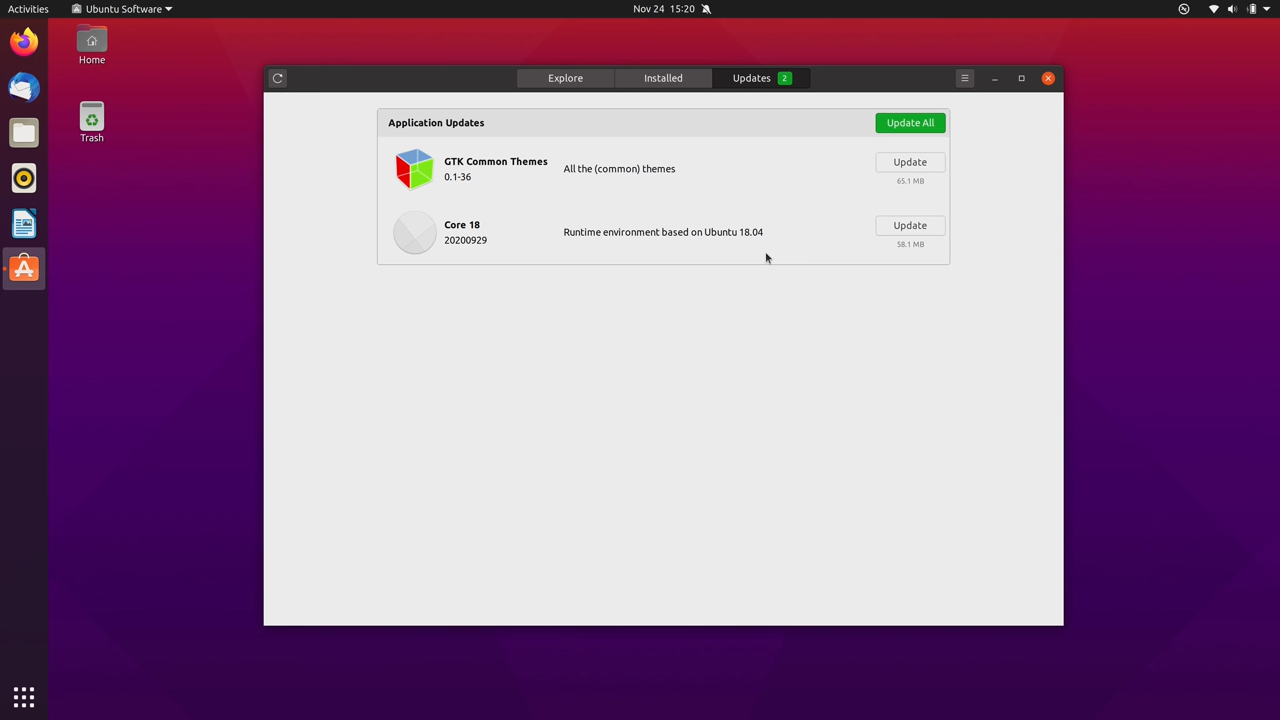 Activities
Ubuntu Software
Nov 24 15:20
Home
Trash
Explore
Installed
Updates 2
Application Updates
Update All
GTK Common Themes
0.1-36
All the (common) themes
Update
65.1 MB
Core 18
20200929
Runtime environment based on Ubuntu 18.04
Update
58.1 MB